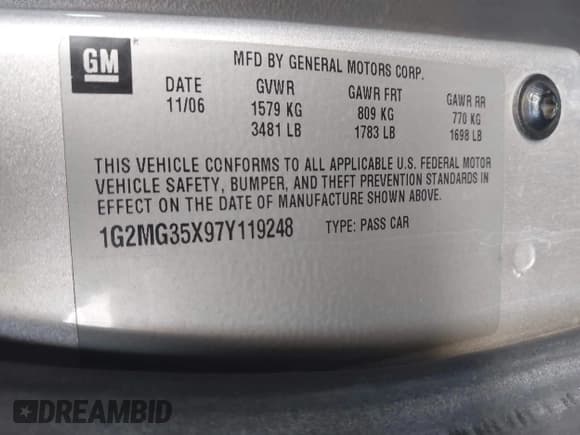 GM
MFD BY GENERAL MOTORS CORP.
DATE GVWR GAWR FRT GAWR RR
11/06 1579 KG 809 KG 770 KG
3481 LB 1783 LB 1698 LB
THIS VEHICLE CONFORMS TO ALL APPLICABLE U.S. FEDERAL MOTOR
VEHICLE SAFETY, BUMPER, AND THEFT PREVENTION STANDARDS IN
EFFECT ON THE DATE OF MANUFACTURE SHOWN ABOVE.
1G2MG35X97Y119248 TYPE: PASS CAR
DREAMBID